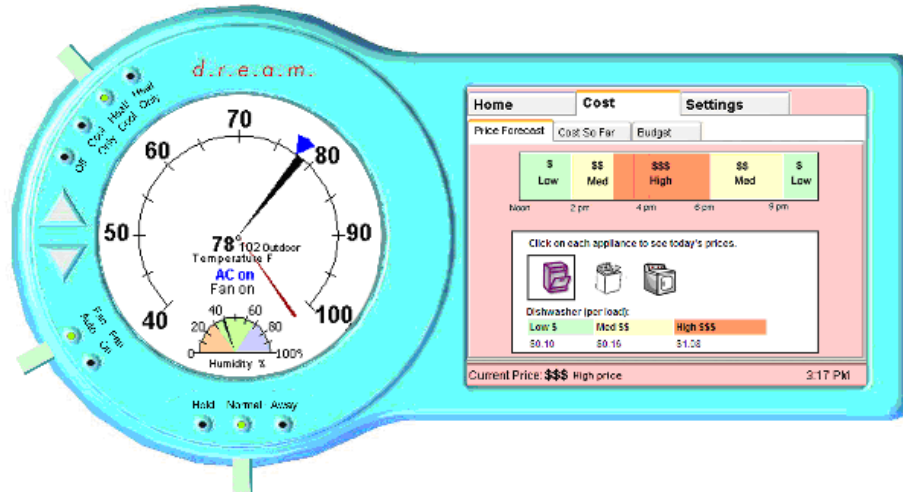 d.r.e.a.m.
Off
Cool Only
Heat/ Cool
Heat Only
70
60
80
50
90
40
100
78°
102 Outdoor
Temperature F
AC on
Fan on
0
20
40
60
80
100%
Humidity %
Fan Auto
Fan On
Hold Normal Away
Home Cost Settings
Price Forecast Cost So Far Budget
$ $$ $$$ $$ $
Low Med High Med Low
Noon 2 pm 4 pm 6 pm 9 pm
Click on each appliance to see today's prices.
Dishwasher (per load):
Low $ Med $$ High $$$
$0.10 $0.16 $1.08
Current Price: $$$ High price 3:17 PM